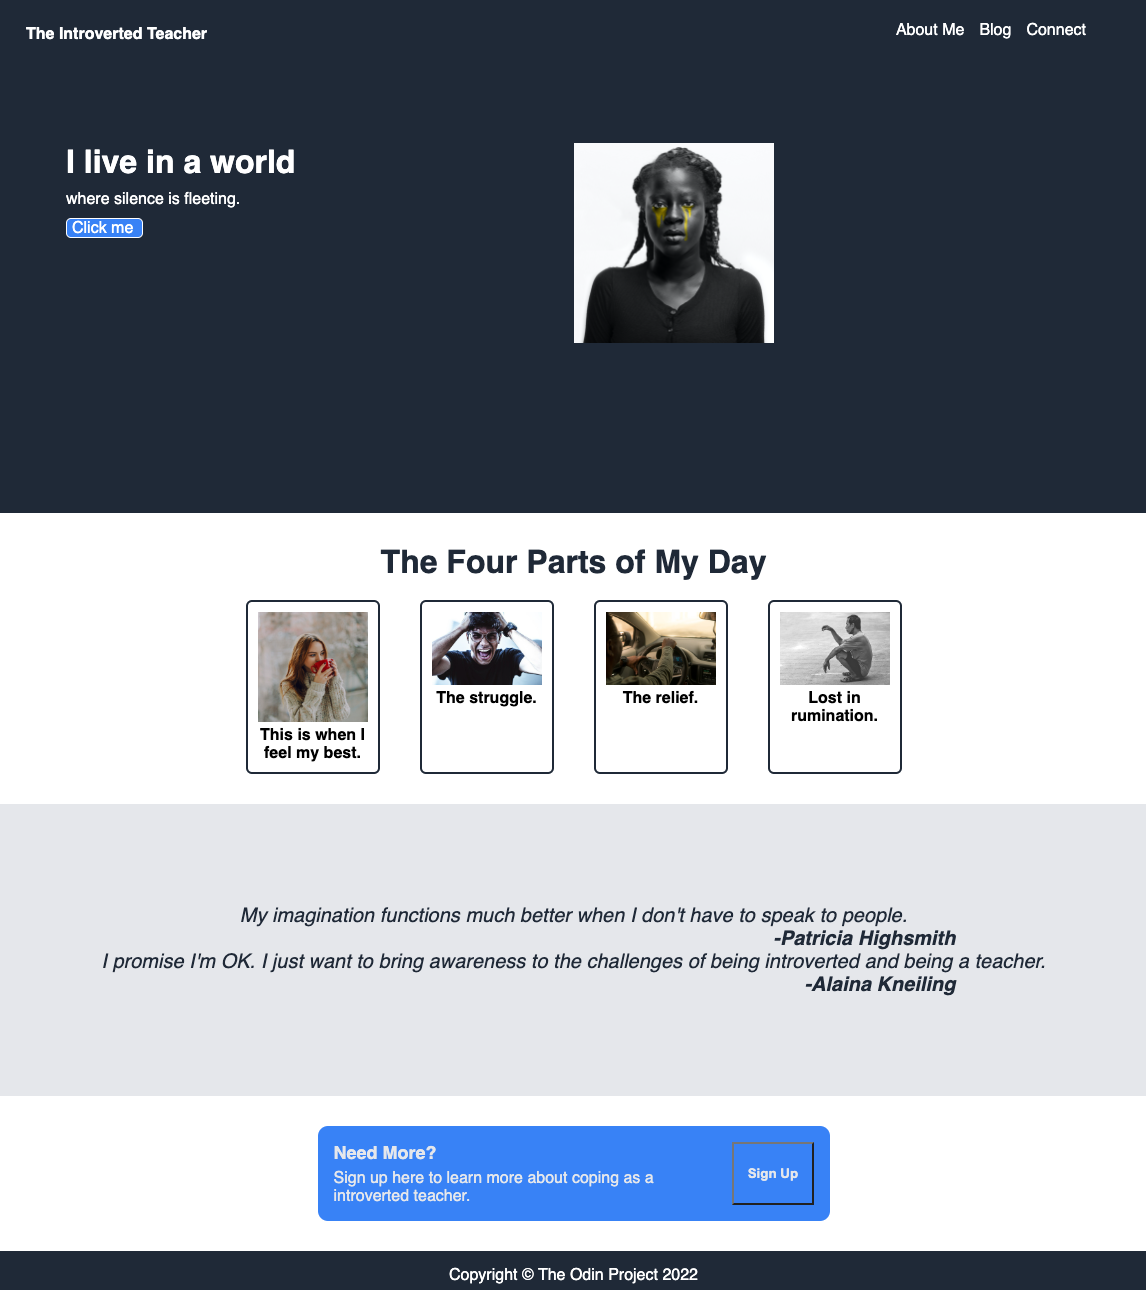 The Introverted Teacher
About Me Blog Connect
I live in a world
where silence is fleeting.
Click me
The Four Parts of My Day
This is when I
feel my best.
The struggle.
The relief.
Lost in
rumination.
My imagination functions much better when I don't have to speak to people.
-Patricia Highsmith
I promise I'm OK. I just want to bring awareness to the challenges of being introverted and being a teacher.
-Alaina Kneiling
Need More?
Sign up here to learn more about coping as a
introverted teacher.
Sign Up
Copyright © The Odin Project 2022